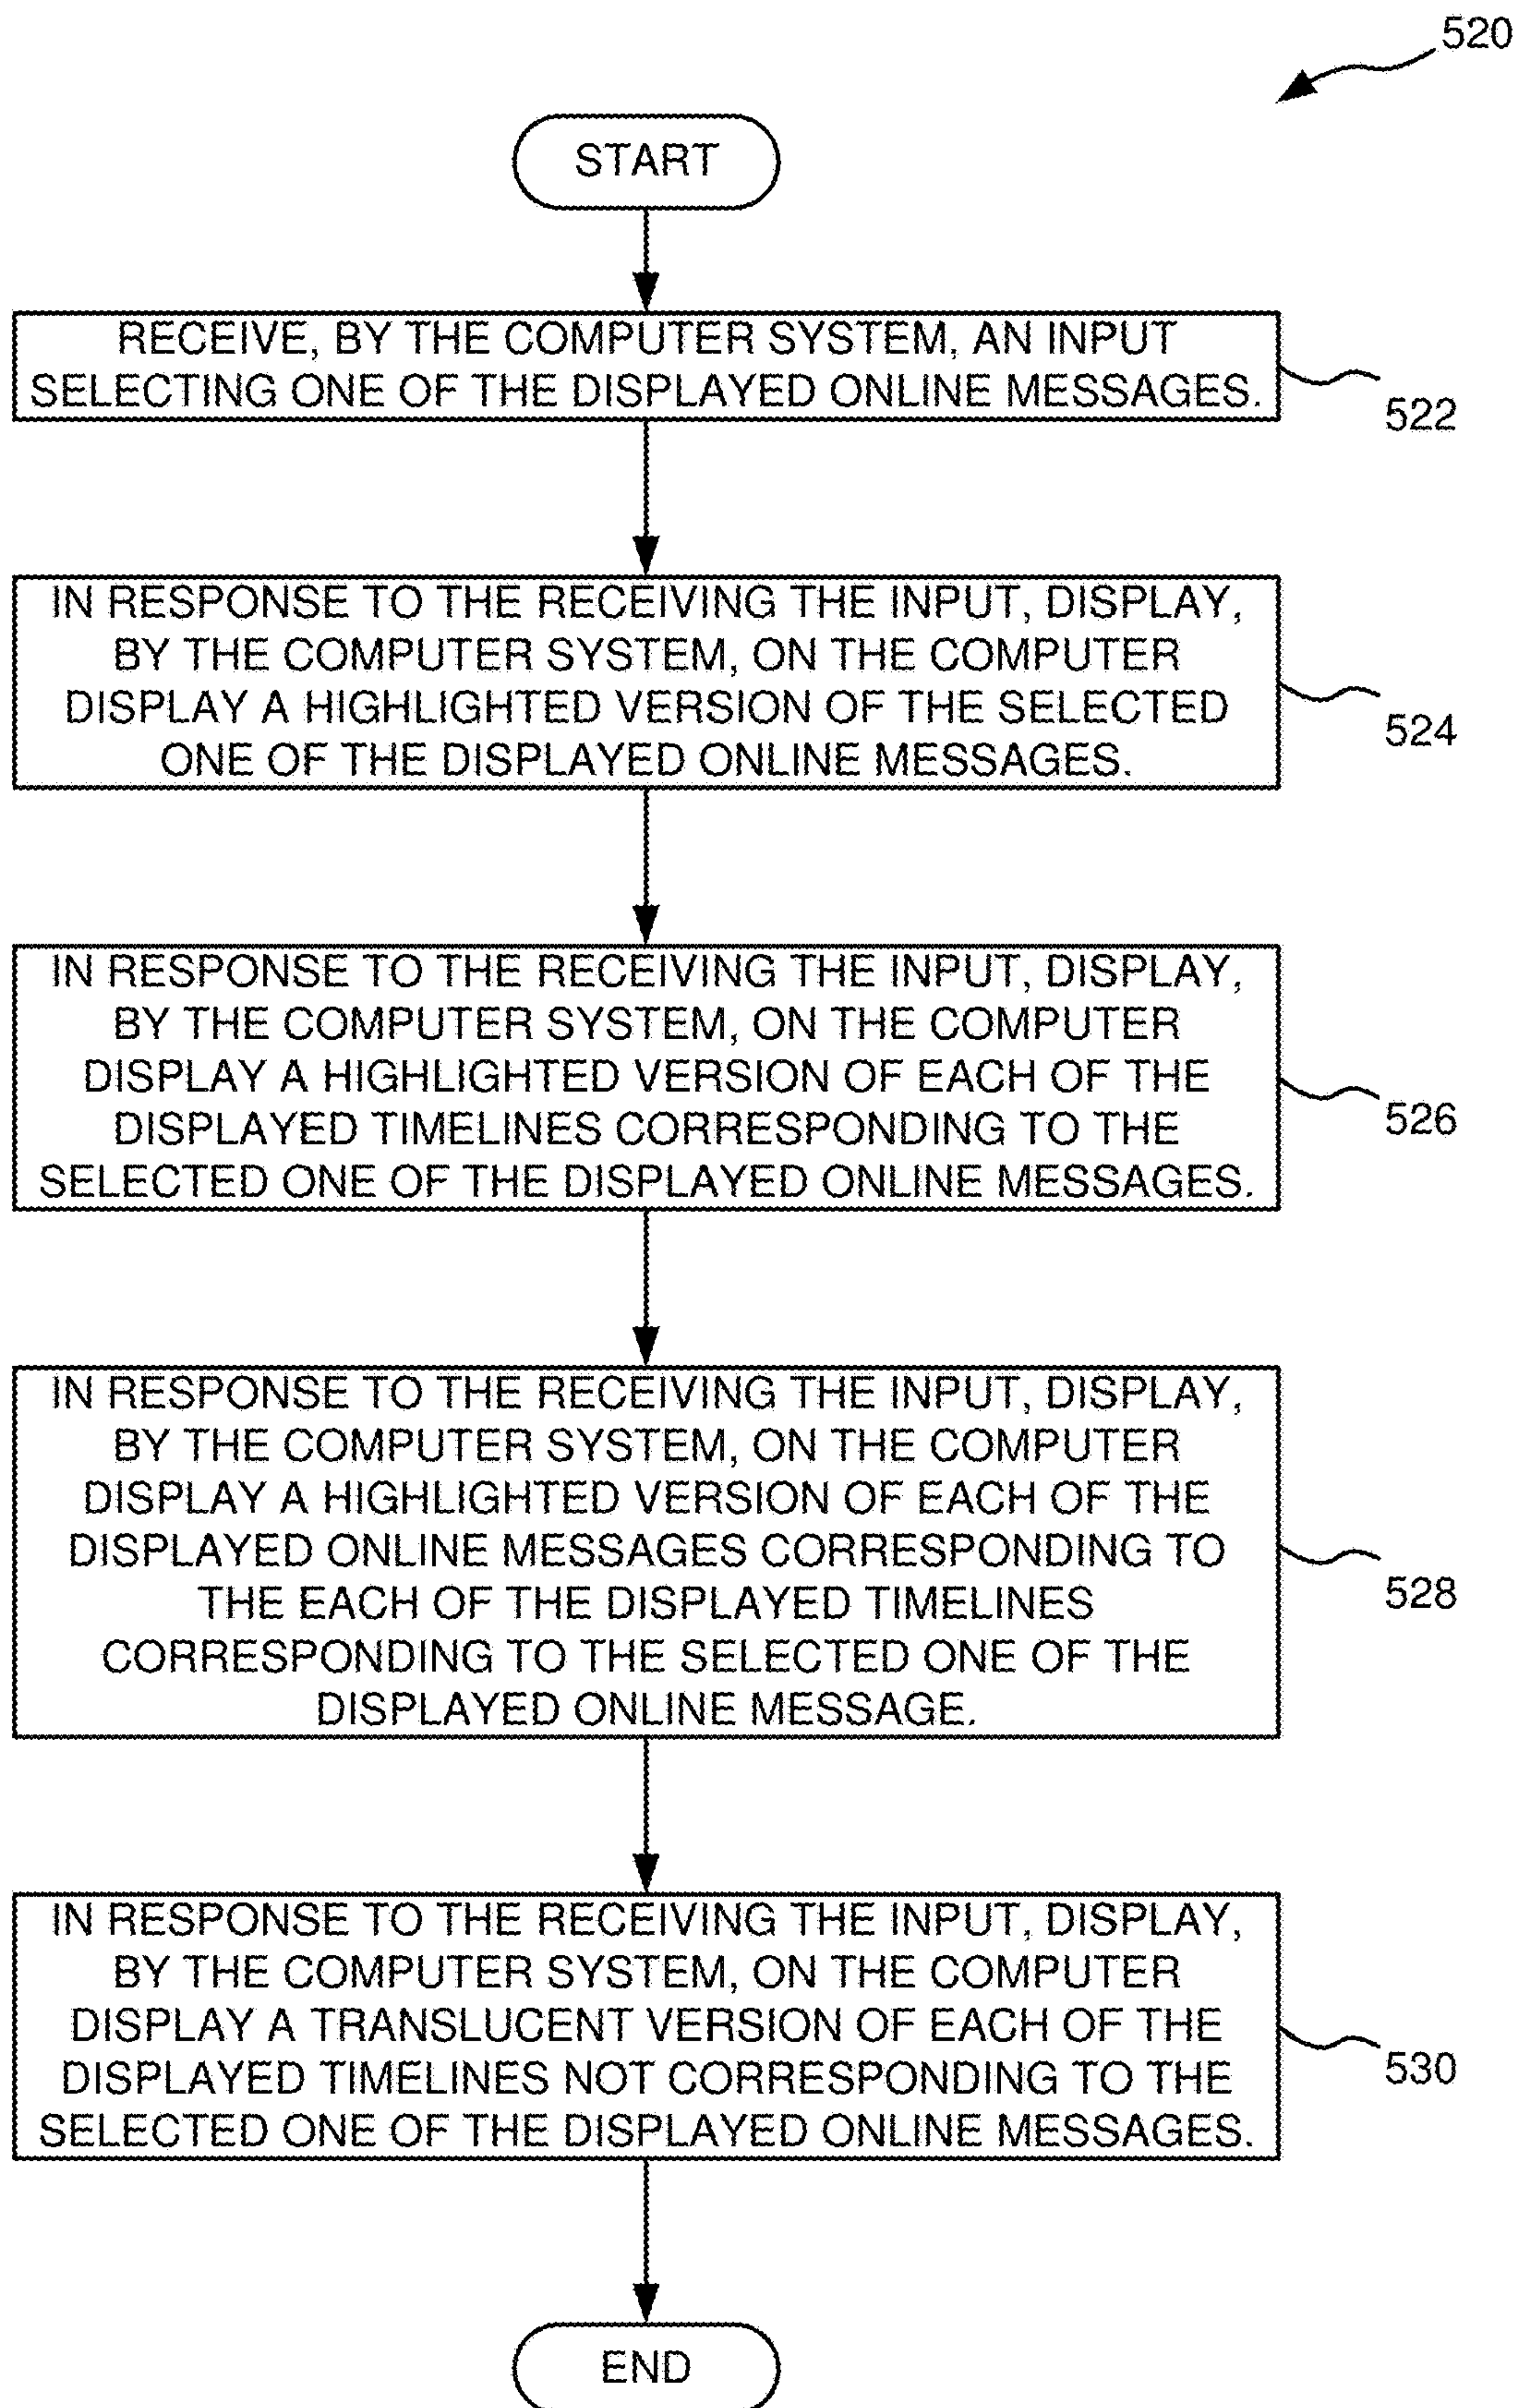 520
START
RECEIVE, BY THE COMPUTER SYSTEM, AN INPUT
SELECTING ONE OF THE DISPLAYED ONLINE MESSAGES.
522
IN RESPONSE TO THE RECEIVING THE INPUT, DISPLAY,
BY THE COMPUTER SYSTEM, ON THE COMPUTER
DISPLAY A HIGHLIGHTED VERSION OF THE SELECTED
ONE OF THE DISPLAYED ONLINE MESSAGES.
524
IN RESPONSE TO THE RECEIVING THE INPUT, DISPLAY,
BY THE COMPUTER SYSTEM, ON THE COMPUTER
DISPLAY A HIGHLIGHTED VERSION OF EACH OF THE
DISPLAYED TIMELINES CORRESPONDING TO THE
SELECTED ONE OF THE DISPLAYED ONLINE MESSAGES.
526
IN RESPONSE TO THE RECEIVING THE INPUT, DISPLAY,
BY THE COMPUTER SYSTEM, ON THE COMPUTER
DISPLAY A HIGHLIGHTED VERSION OF EACH OF THE
DISPLAYED ONLINE MESSAGES CORRESPONDING TO
THE EACH OF THE DISPLAYED TIMELINES
CORRESPONDING TO THE SELECTED ONE OF THE
DISPLAYED ONLINE MESSAGE.
528
IN RESPONSE TO THE RECEIVING THE INPUT, DISPLAY,
BY THE COMPUTER SYSTEM, ON THE COMPUTER
DISPLAY A TRANSLUCENT VERSION OF EACH OF THE
DISPLAYED TIMELINES NOT CORRESPONDING TO THE
SELECTED ONE OF THE DISPLAYED ONLINE MESSAGES.
530
END